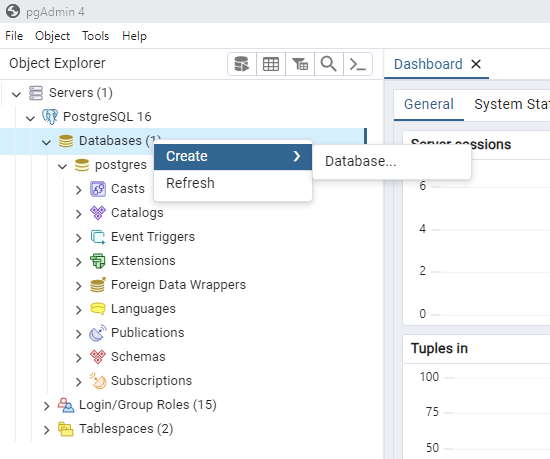 pgAdmin 4
File Object Tools Help
Object Explorer
Dashboard
Servers (1)
General System Sta
PostgreSQL 16
Databases (1)
Server sessions
Create
Database...
postgres
Refresh
6
Casts
Catalogs
4
Event Triggers
Extensions
2
Foreign Data Wrappers
Languages
0
Publications
Tuples in
Schemas
100
Subscriptions
Login/Group Roles (15)
75
Tablespaces (2)
50